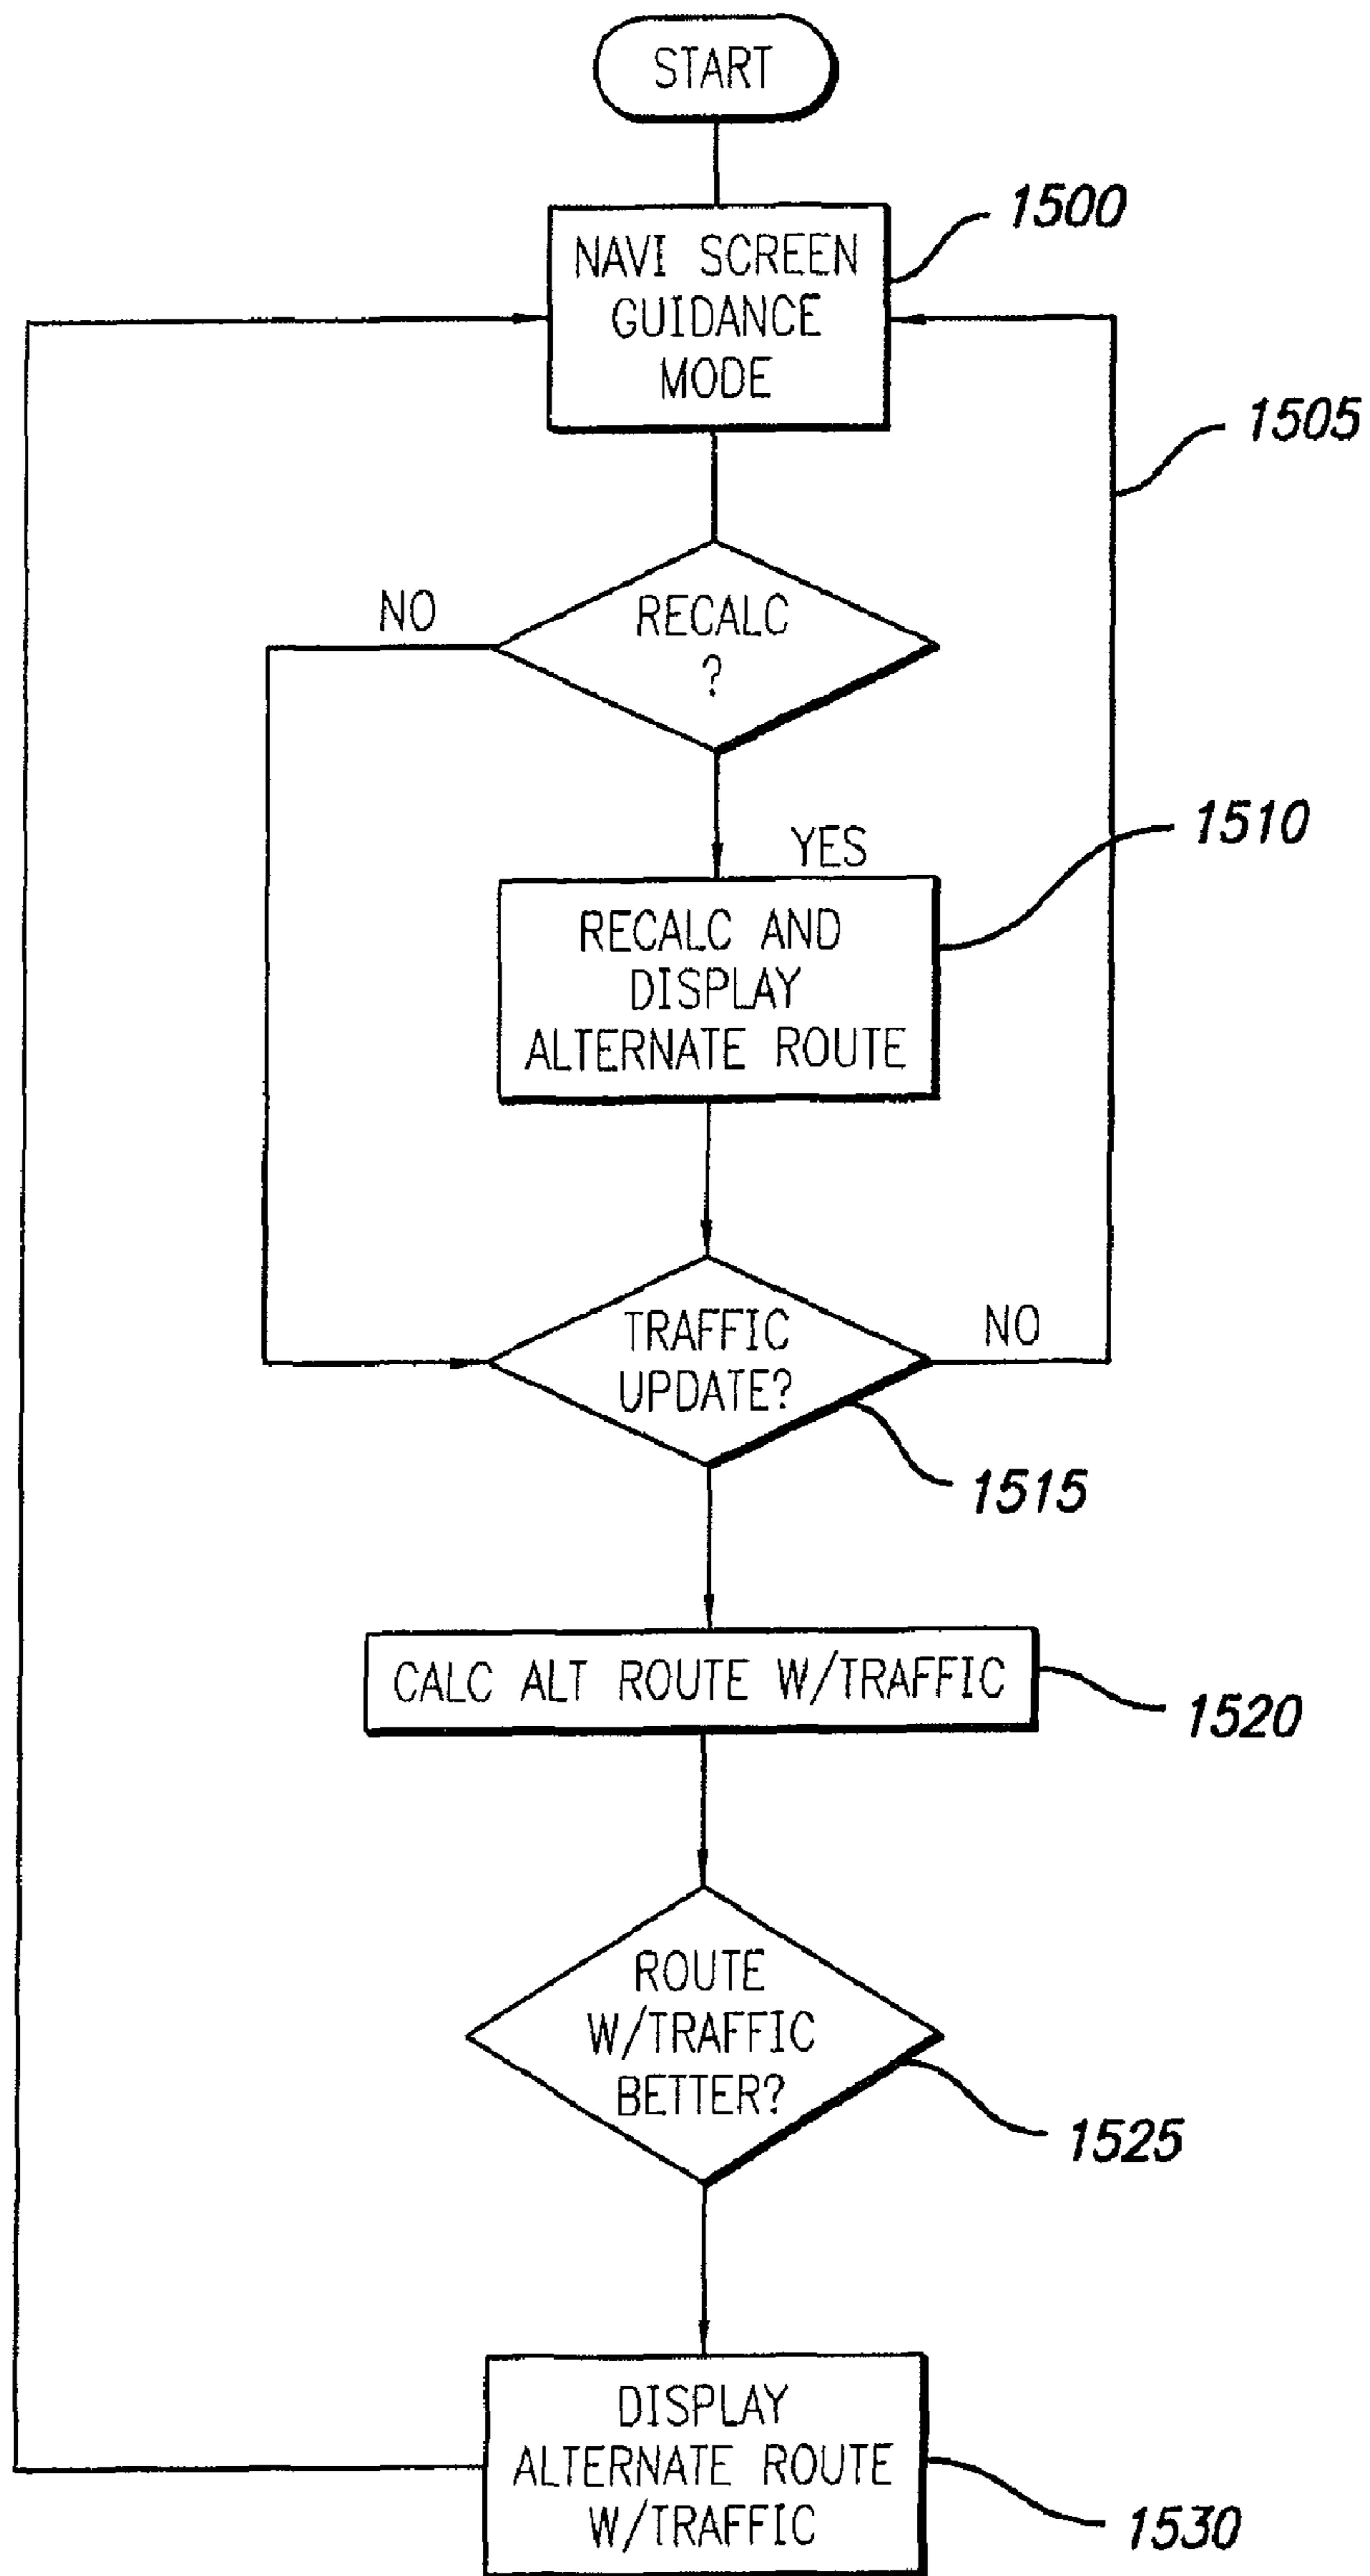 START
1500
NAVI SCREEN
GUIDANCE
MODE
1505
NO
RECALC
?
1510
YES
RECALC AND
DISPLAY
ALTERNATE ROUTE
TRAFFIC
UPDATE?
NO
1515
CALC ALT ROUTE W/TRAFFIC
1520
ROUTE
W/TRAFFIC
BETTER?
1525
DISPLAY
ALTERNATE ROUTE
W/TRAFFIC
1530